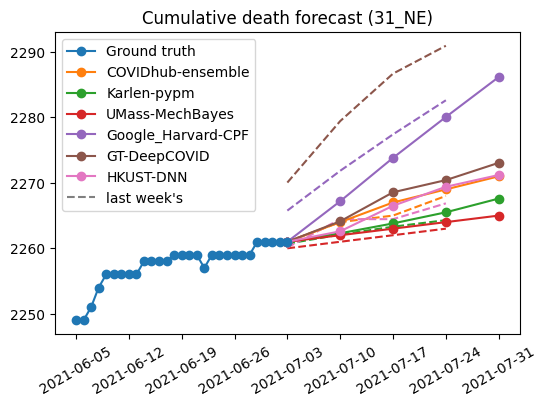 Cumulative death forecast (31_NE)
2290
2280
2270
2260
2250
Ground truth
COVIDhub-ensemble
Karlen-pypm
UMass-MechBayes
Google_Harvard-CPF
GT-DeepCOVID
HKUST-DNN
last week's
2021-06-05
2021-06-12
2021-06-19
2021-06-26
2021-07-03
2021-07-10
2021-07-17
2021-07-24
2021-07-31